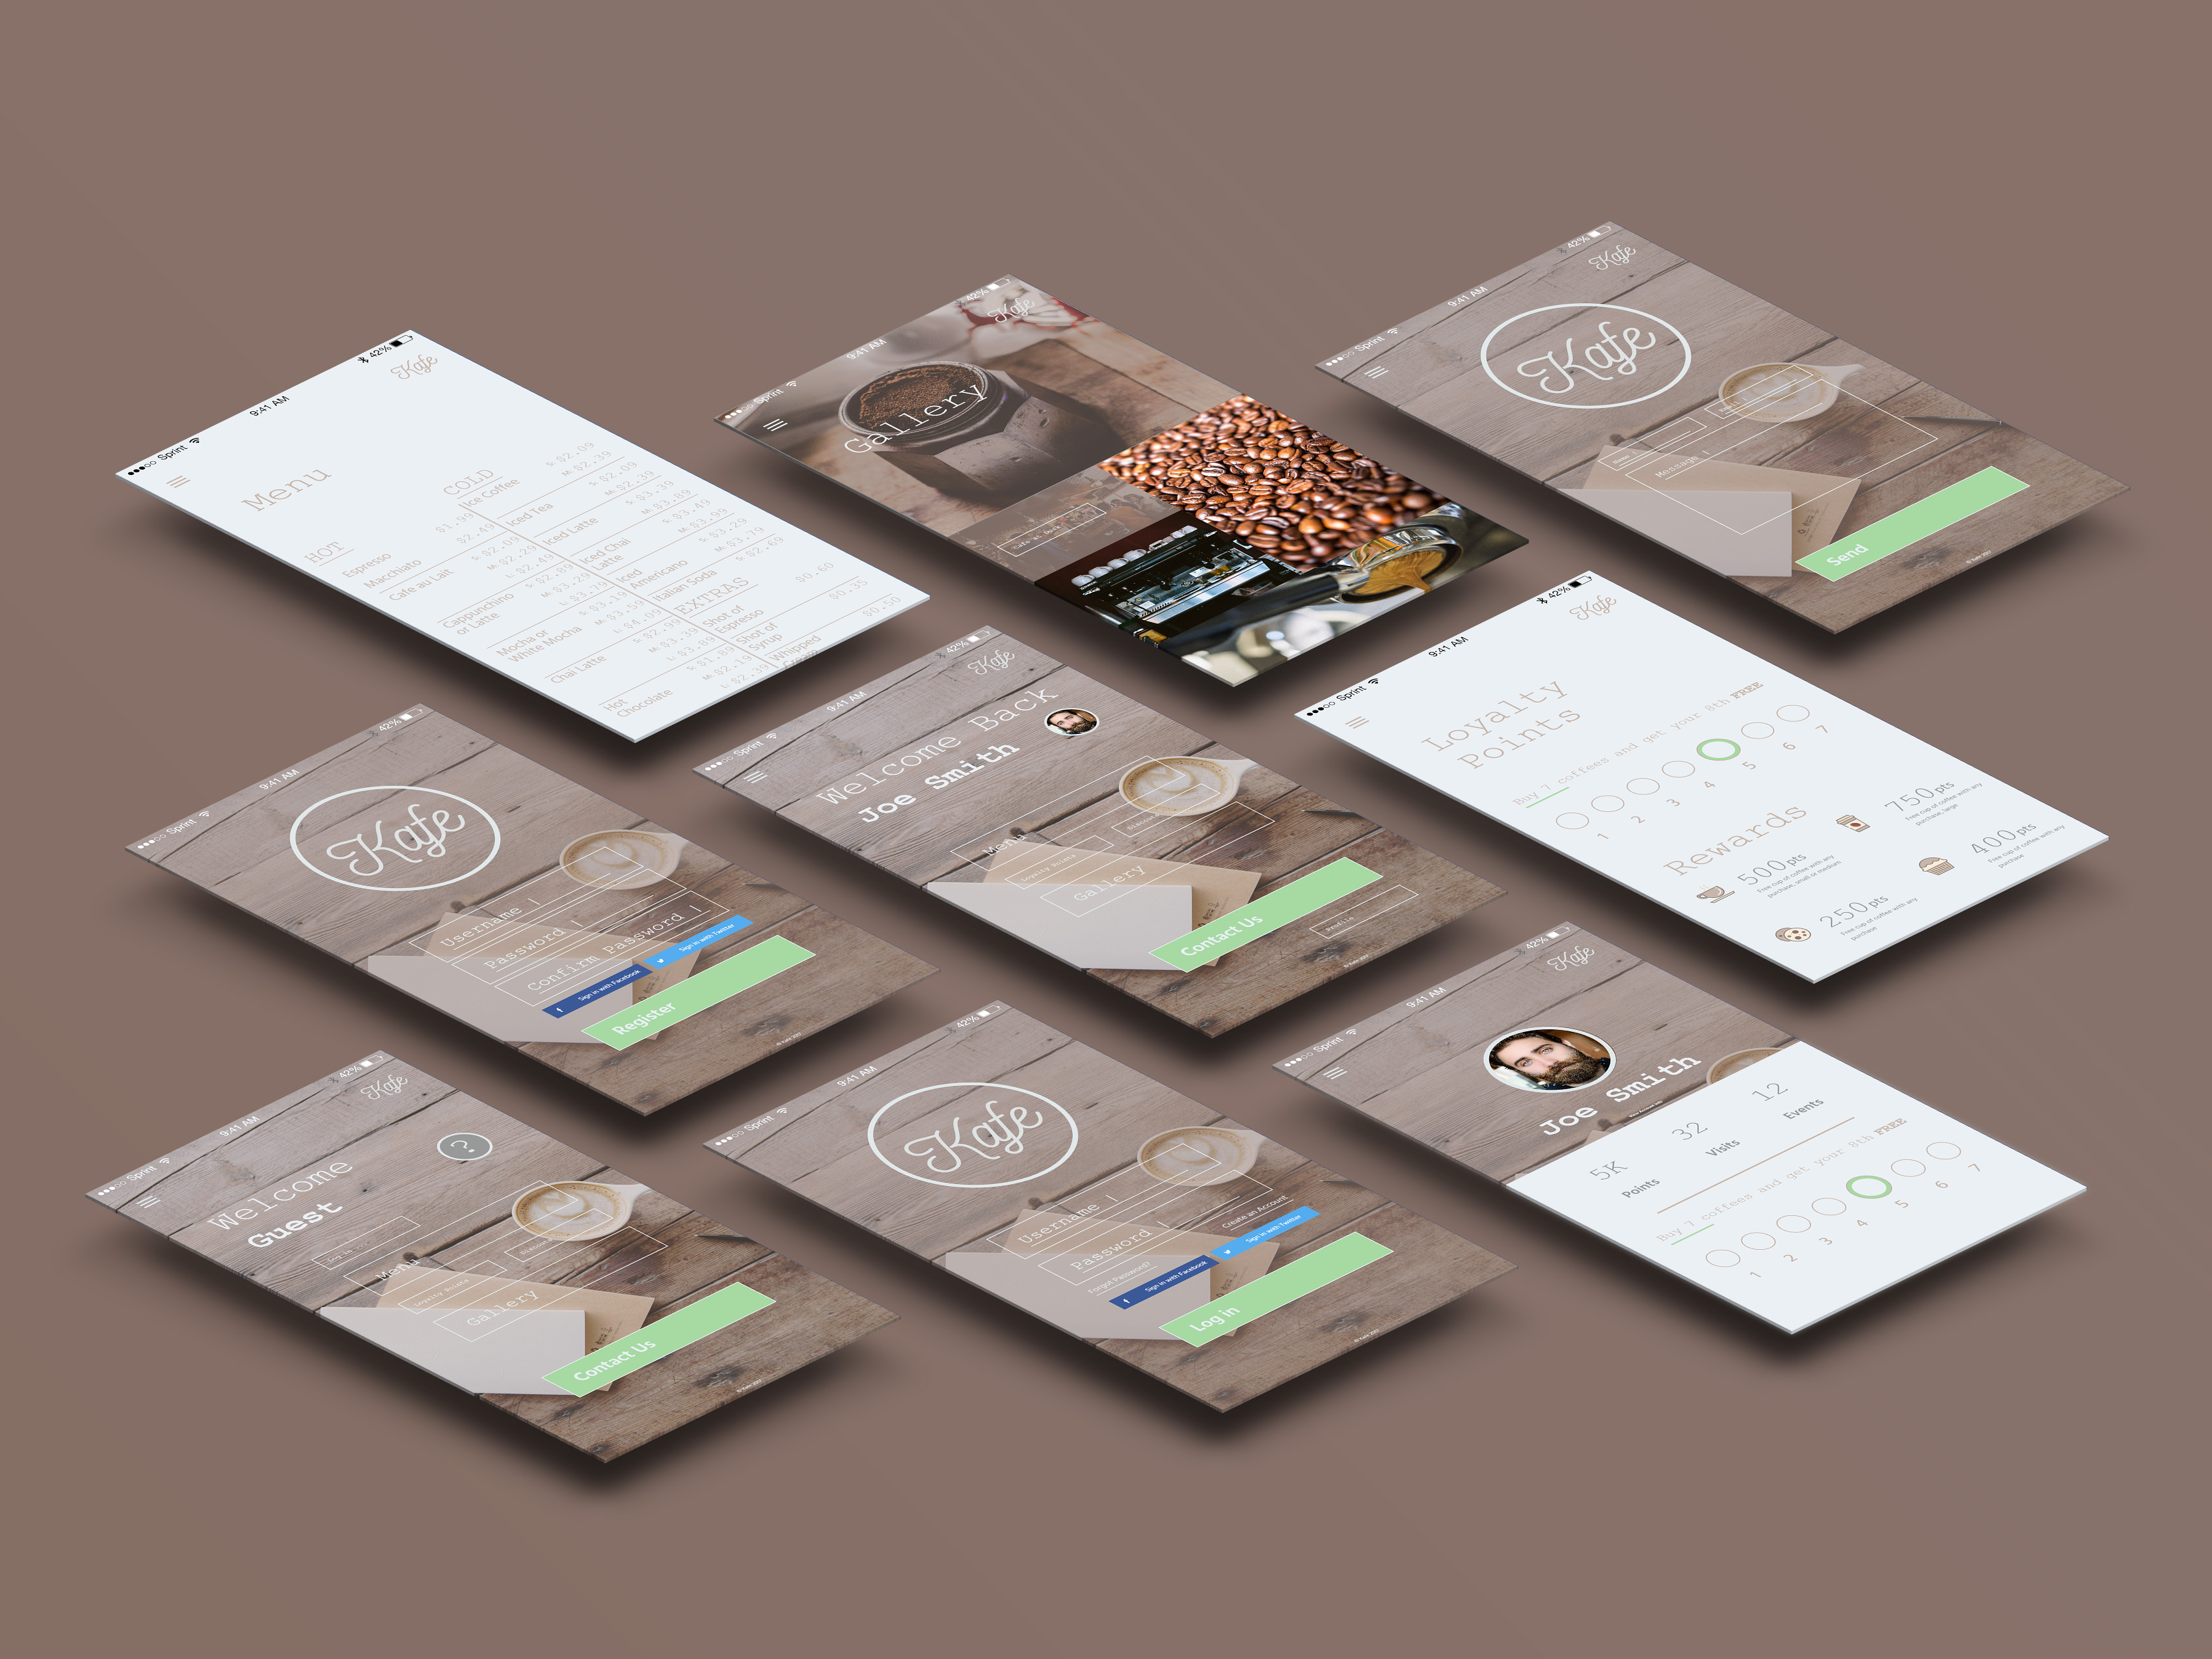 ●●●○○ Sprint 9:41 AM 42%
Kafe
Menu
HOT
Espresso $1.99
Macchiato $2.49
Cafe au Lait S-$2.09
M-$2.29
L-$2.49
Cappunchino
or Latte
S-$2.89
M-$3.29
L-$3.79
Mocha or
White Mocha
S-$3.19
M-$3.59
L-$4.09
Chai Latte S-$2.99
M-$3.39
L-$3.89
Hot
Chocolate
S-$1.89
M-$2.19
L-$2.39
COLD
Ice Coffee S-$2.09
M-$2.39
Iced Tea S-$2.09
M-$2.39
Iced Latte S-$3.39
M-$3.89
Iced Chai
Latte
S-$3.49
M-$3.99
Iced
Americano
S-$3.29
M-$3.79
Italian Soda S-$2.69
EXTRAS
Shot of
Espresso
$0.60
Shot of
Syrup
$0.35
Whipped
$0.50
●●●○○ Sprint 9:41 AM 42%
Kafe
Gallery
●●●○○ Sprint 9:41 AM 42%
Kafe
Kafe
Message |
Send
●●●○○ Sprint 9:41 AM 42%
Kafe
Username |
Password |
Confirm Password |
Sign in with Facebook
Sign in with Twitter
Register
●●●○○ Sprint 9:41 AM 42%
Kafe
Welcome Back
Joe Smith
Menu
Loyalty Points
Gallery
Contact Us
Profile
●●●○○ Sprint 9:41 AM 42%
Kafe
Loyalty
Points
Buy 7 coffees and get your 8th FREE
1 2 3 4 5 6 7
Rewards
500pts
Free cup of coffee with any
purchase, small or medium
750pts
Free cup of coffee with any
purchase, large
250pts
Free cup of coffee with any
purchase
400pts
Free cup of coffee with any
purchase
●●●○○ Sprint 9:41 AM 42%
Kafe
Welcome
Guest
?
Menu
Loyalty Points
Gallery
Contact Us
●●●○○ Sprint 9:41 AM 42%
Kafe
Username |
Password |
Forgot Password?
Create an Account
Sign in with Facebook
Sign in with Twitter
Log in
●●●○○ Sprint 9:41 AM 42%
Kafe
Joe Smith
5K
Points
32
Visits
12
Events
Buy 7 coffees and get your 8th FREE
1 2 3 4 5 6 7